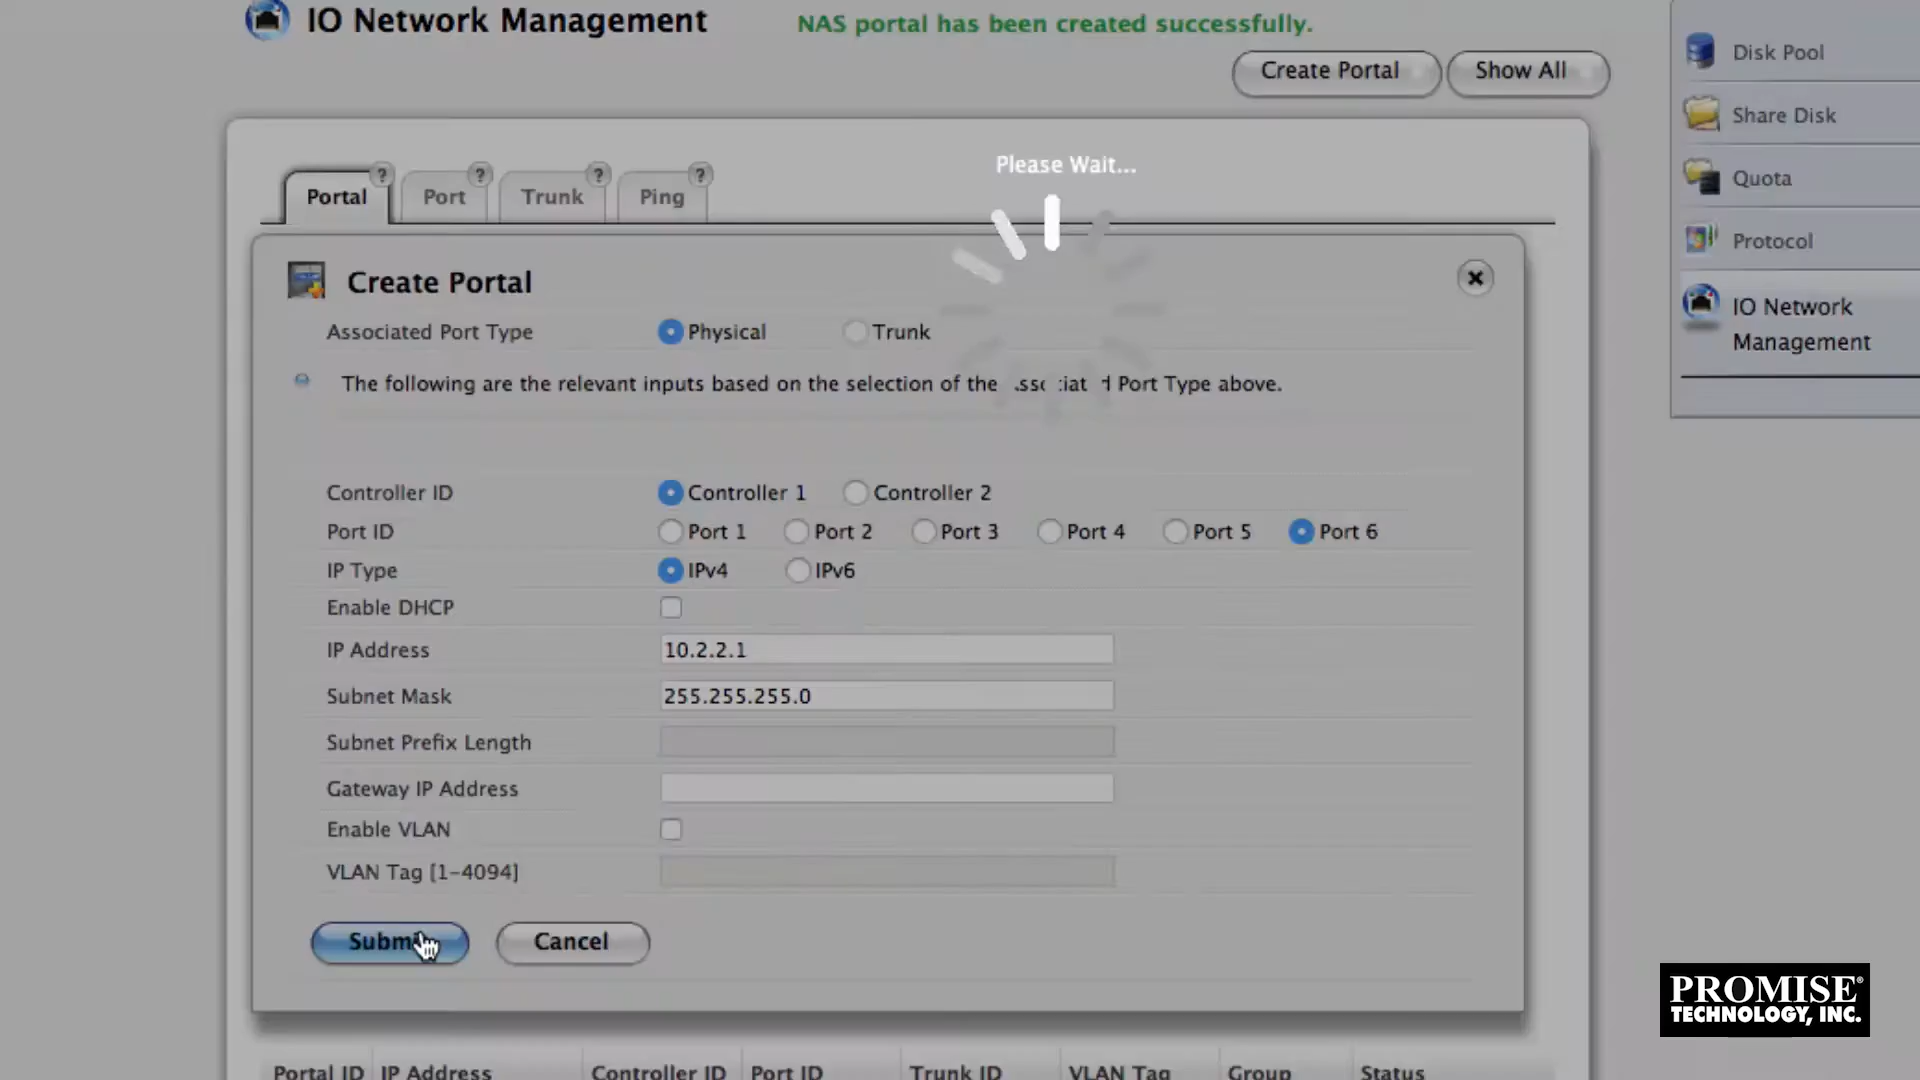 IO Network Management
NAS portal has been created successfully.
Create Portal
Show All
Disk Pool
Share Disk
Quota
Protocol
IO Network
Management
Please Wait...
Portal ?
Port ?
Trunk ?
Ping ?
Create Portal
Associated Port Type Physical Trunk
The following are the relevant inputs based on the selection of the Port Type above.
Controller ID Controller 1 Controller 2
Port ID Port 1 Port 2 Port 3 Port 4 Port 5 Port 6
IP Type IPv4 IPv6
Enable DHCP
IP Address 10.2.2.1
Subnet Mask 255.255.255.0
Subnet Prefix Length
Gateway IP Address
Enable VLAN
VLAN Tag [1-4094]
Submit Cancel
PROMISE®
TECHNOLOGY, INC.
Portal ID IP Address Controller ID Port ID Trunk ID VLAN Tag Group Status